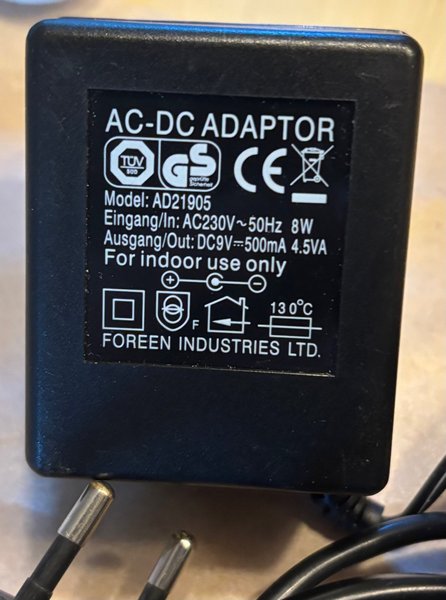 AC-DC ADAPTOR
TÜV SÜD GS geprüfte Sicherheit CE
Model: AD21905
Eingang/In: AC230V~50Hz 8W
Ausgang/Out: DC9V⎓500mA 4.5VA
For indoor use only
+ −
F 130°C
FOREEN INDUSTRIES LTD.